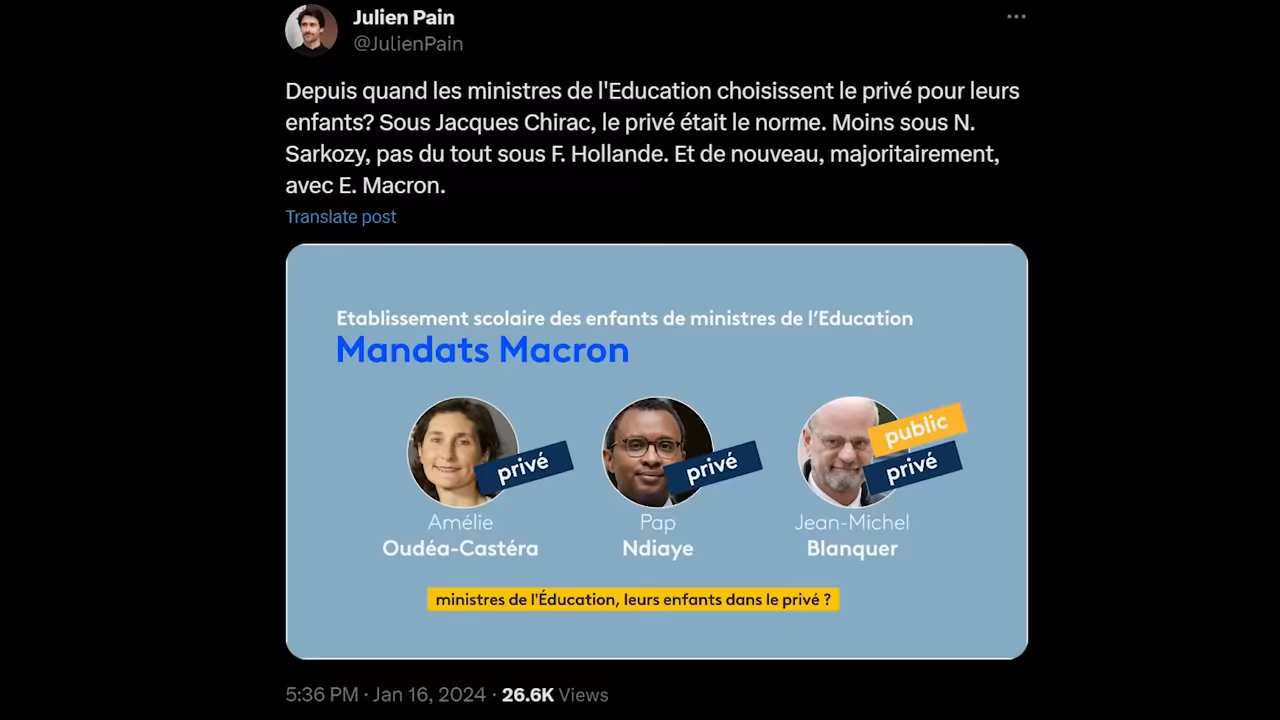 Julien Pain
@JulienPain
Depuis quand les ministres de l'Education choisissent le privé pour leurs
enfants? Sous Jacques Chirac, le privé était le norme. Moins sous N.
Sarkozy, pas du tout sous F. Hollande. Et de nouveau, majoritairement,
avec E. Macron.
Translate post
Etablissement scolaire des enfants de ministres de l’Education
Mandats Macron
privé
privé
public
privé
Amélie
Oudéa-Castéra
Pap
Ndiaye
Jean-Michel
Blanquer
ministres de l'Éducation, leurs enfants dans le privé ?
5:36 PM · Jan 16, 2024 · 26.6K Views